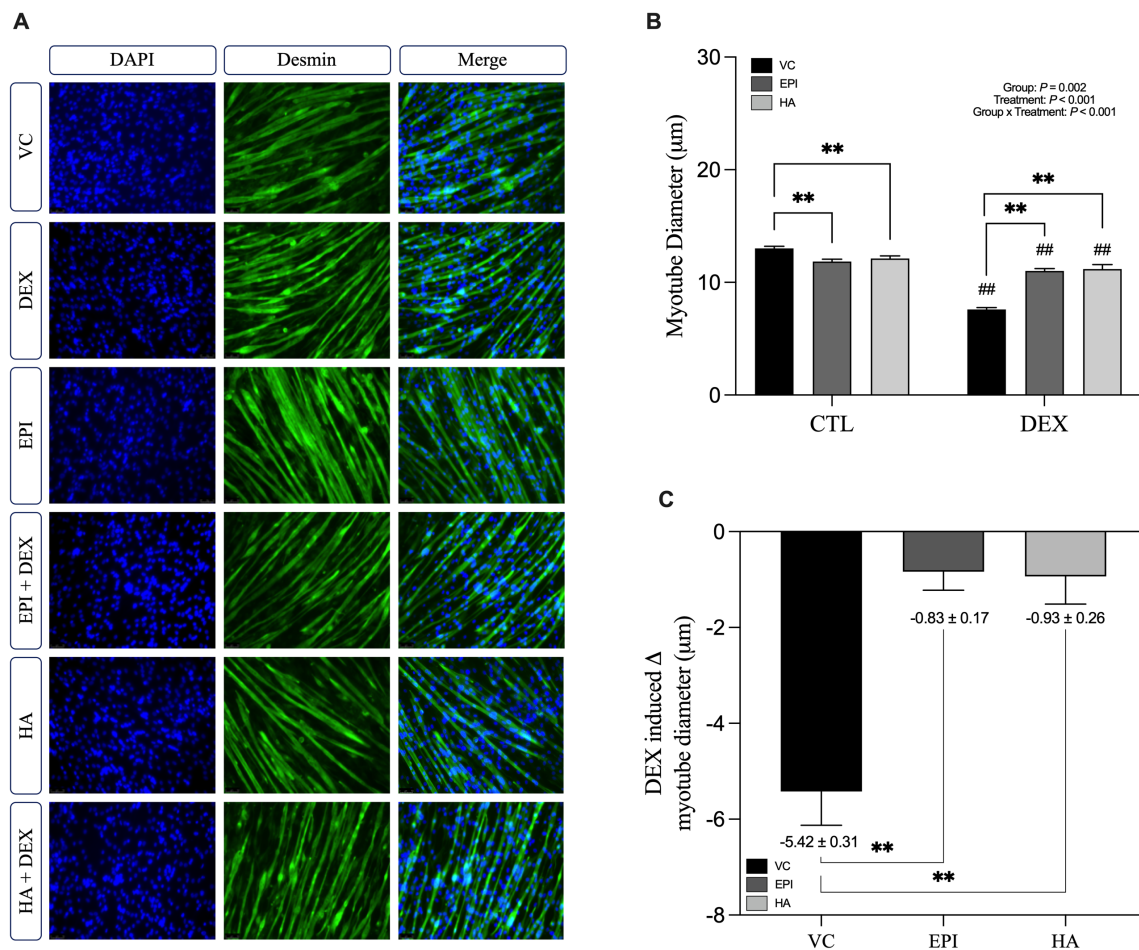 A
DAPI
Desmin
Merge
VC
DEX
EPI
EPI + DEX
HA
HA + DEX
B
Myotube Diameter (μm)
30
20
10
0
VC
EPI
HA
Group: P = 0.002
Treatment: P < 0.001
Group x Treatment: P < 0.001
**
**
**
**
##
##
##
CTL
DEX
C
DEX induced Δ
myotube diameter (μm)
0
-2
-4
-6
-8
-0.83 ± 0.17
-0.93 ± 0.26
-5.42 ± 0.31
**
**
VC
EPI
HA
VC
EPI
HA